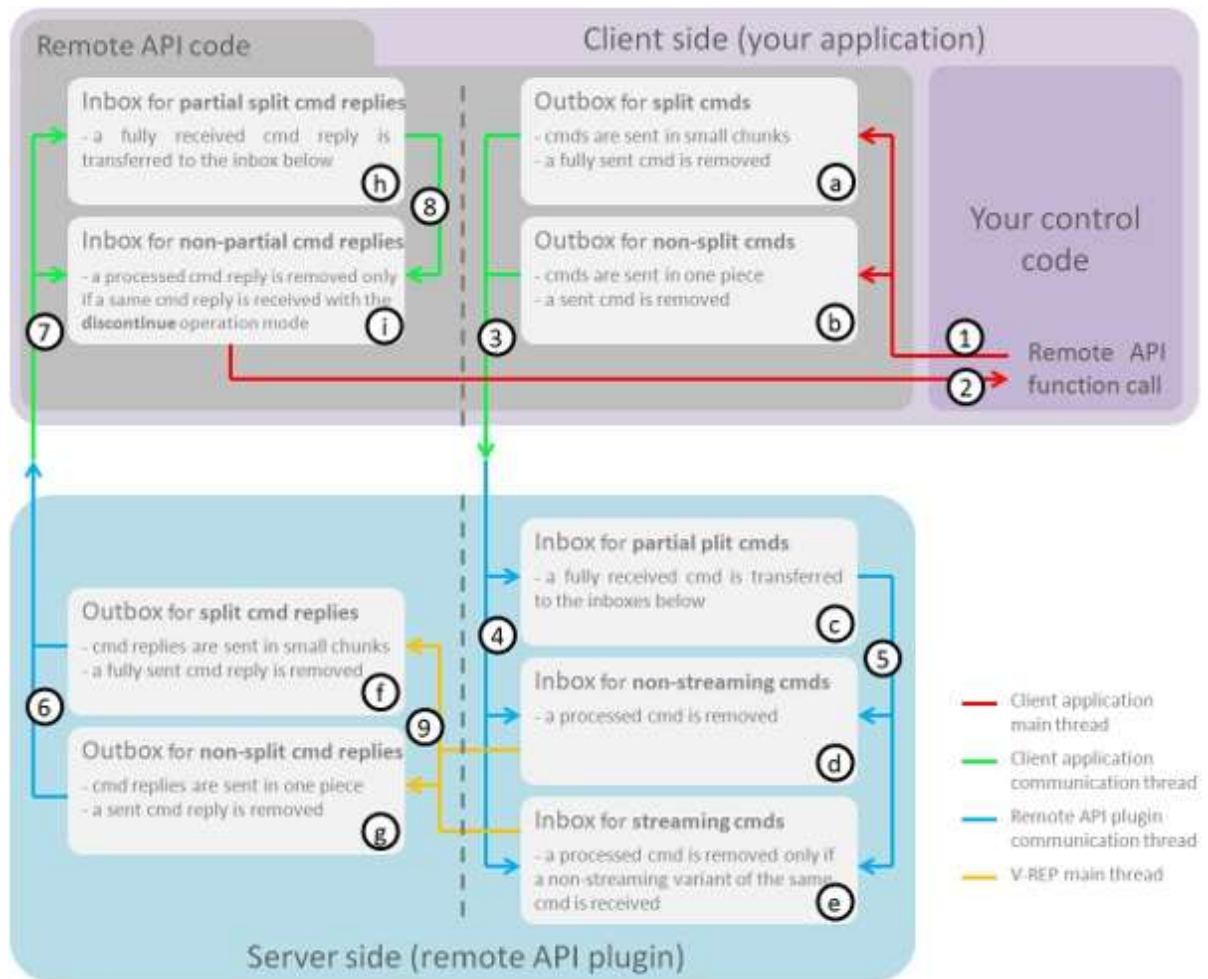 Remote API code
Client side (your application)
Inbox for partial split cmd replies
- a fully received cmd reply is
transferred to the inbox below
h
8
Inbox for non-partial cmd replies
- a processed cmd reply is removed only
if a same cmd reply is received with the
discontinue operation mode
i
7
Outbox for split cmds
- cmds are sent in small chunks
- a fully sent cmd is removed
a
Outbox for non-split cmds
- cmds are sent in one piece
- a sent cmd is removed
b
3
Your control
code
1
Remote API
function call
2
Inbox for partial plit cmds
- a fully received cmd is transferred
to the inboxes below
c
4
5
Inbox for non-streaming cmds
- a processed cmd is removed
d
Inbox for streaming cmds
- a processed cmd is removed only if
a non-streaming variant of the same
cmd is received
e
Outbox for split cmd replies
- cmd replies are sent in small chunks
- a fully sent cmd reply is removed
f
6
9
Outbox for non-split cmd replies
- cmd replies are sent in one piece
- a sent cmd reply is removed
g
Server side (remote API plugin)
Client application
main thread
Client application
communication thread
Remote API plugin
communication thread
V-REP main thread